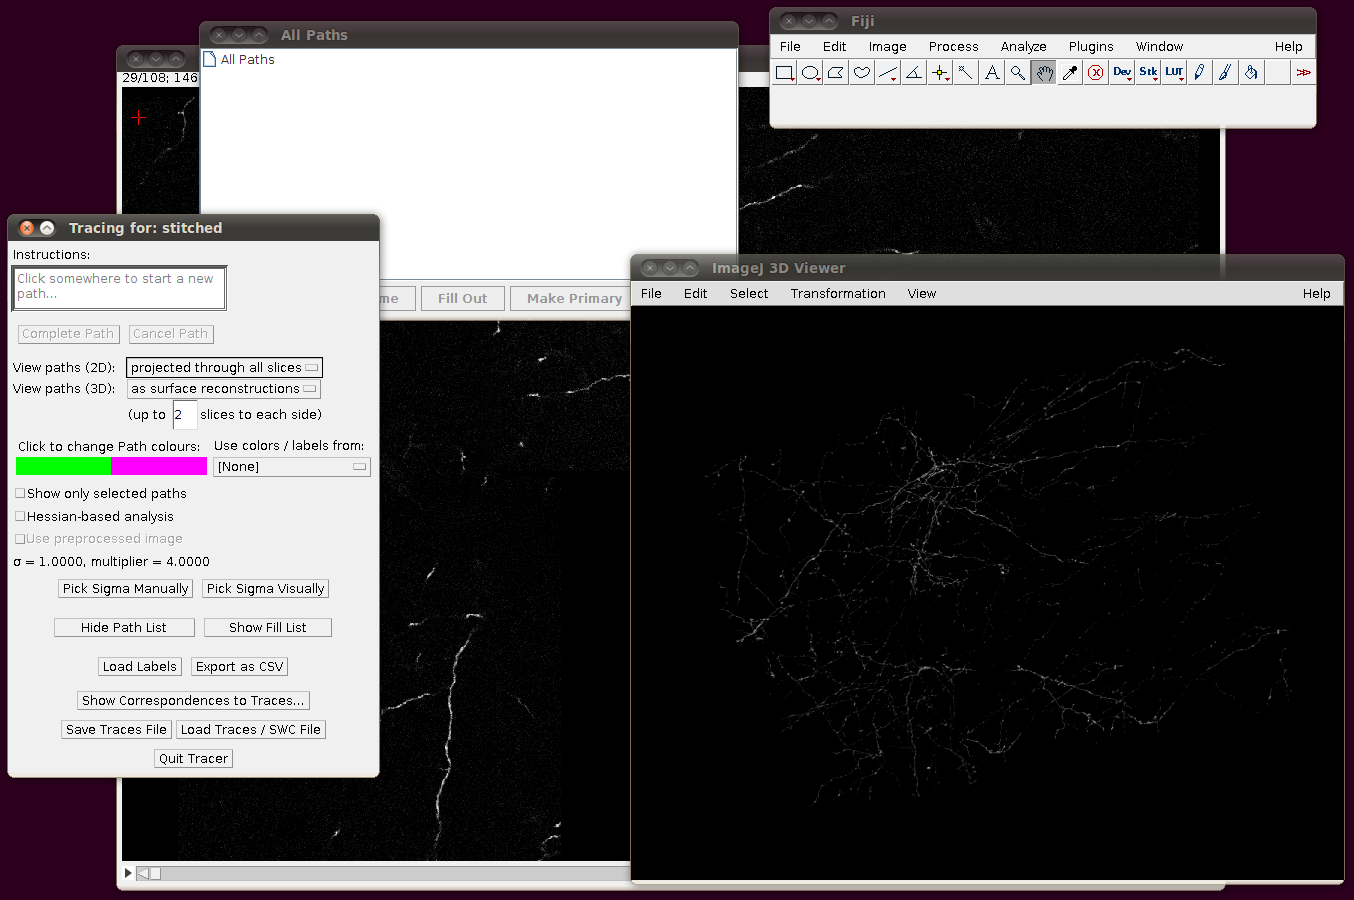 All Paths
All Paths
29/108; 146
me
Fill Out
Make Primary
Fiji
File Edit Image Process Analyze Plugins Window Help
A Dev Stk LUT >>
Tracing for: stitched
Instructions:
Click somewhere to start a new
path...
Complete Path Cancel Path
View paths (2D): projected through all slices
View paths (3D): as surface reconstructions
(up to 2 slices to each side)
Click to change Path colours: Use colors / labels from:
[None]
Show only selected paths
Hessian-based analysis
Use preprocessed image
σ = 1.0000, multiplier = 4.0000
Pick Sigma Manually Pick Sigma Visually
Hide Path List Show Fill List
Load Labels Export as CSV
Show Correspondences to Traces...
Save Traces File Load Traces / SWC File
Quit Tracer
ImageJ 3D Viewer
File Edit Select Transformation View Help